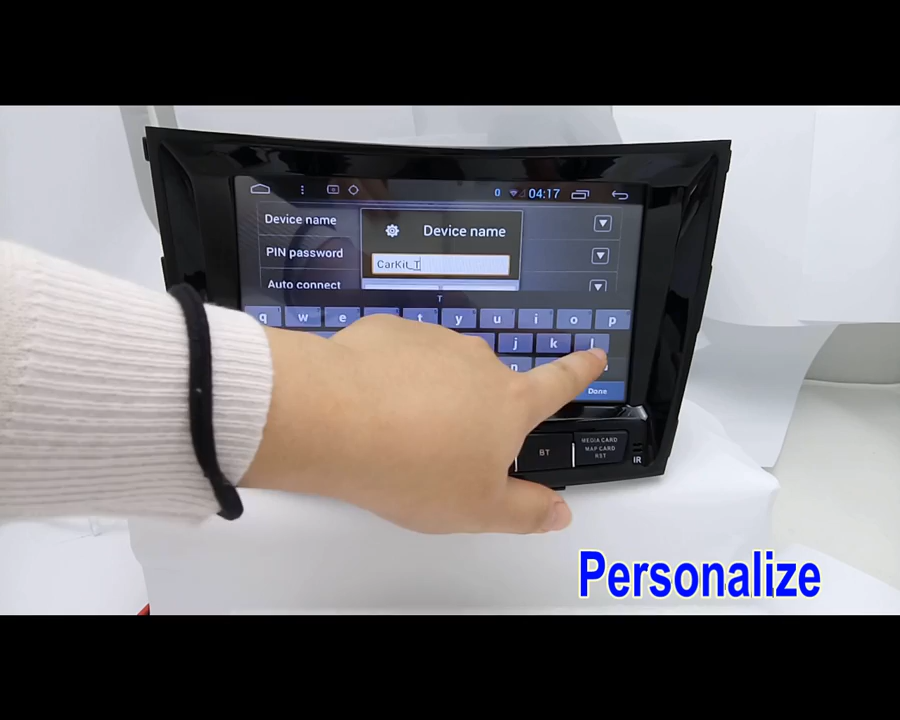 0 04:17
Device name
Device name
PIN password
CarKit_T
Auto connect
T
q w e t y u i o p
j k l
n
Done
BT
MEDIA CARD
MAP CARD
RST
IR
Personalize